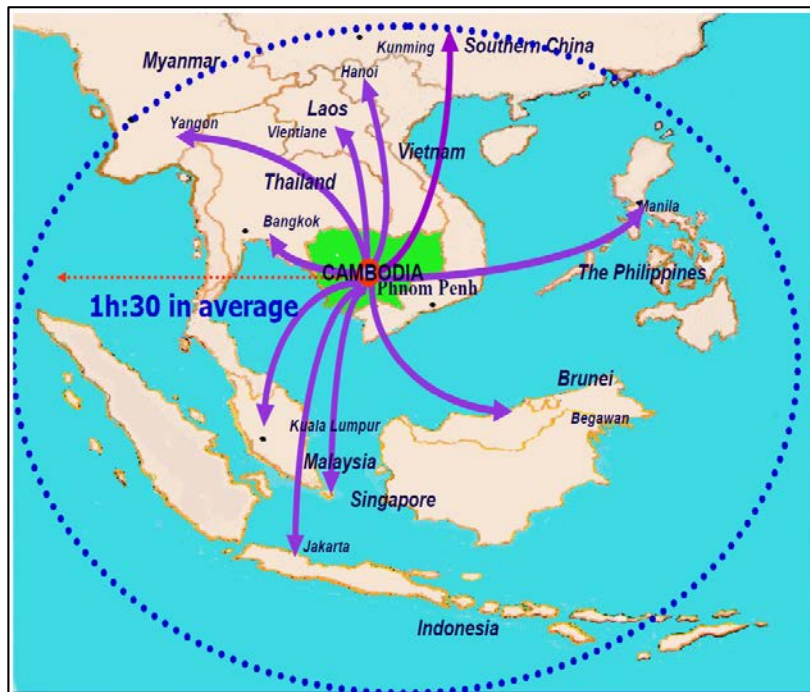 Kunming
Southern China
Myanmar
Hanoi
Laos
Yangon
Vientiane
Vietnam
Thailand
Manila
Bangkok
CAMBODIA
The Philippines
Phnom Penh
1h:30 in average
Brunei
Begawan
Kuala Lumpur
Malaysia
Singapore
Jakarta
Indonesia